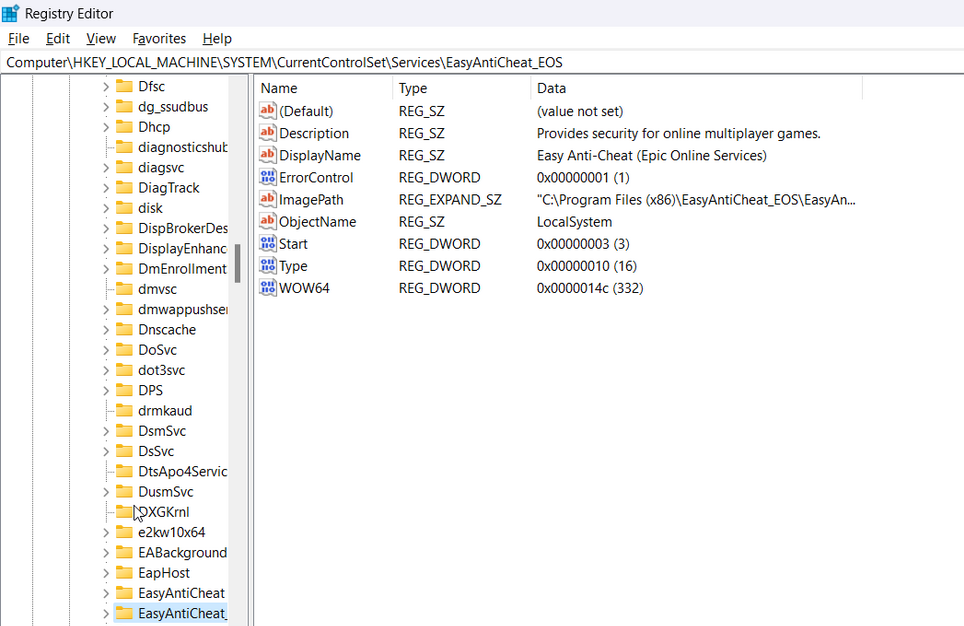 Registry Editor
File Edit View Favorites Help
Computer\HKEY_LOCAL_MACHINE\SYSTEM\CurrentControlSet\Services\EasyAntiCheat_EOS
Dfsc
dg_ssudbus
Dhcp
diagnosticshub
diagsvc
DiagTrack
disk
DispBrokerDes
DisplayEnhanc
DmEnrollment
dmvsc
dmwappushser
Dnscache
DoSvc
dot3svc
DPS
drmkaud
DsmSvc
DsSvc
DtsApo4Servic
DusmSvc
DXGKrnl
e2kw10x64
EABackground
EapHost
EasyAntiCheat
EasyAntiCheat_
Name Type Data
(Default) REG_SZ (value not set)
Description REG_SZ Provides security for online multiplayer games.
DisplayName REG_SZ Easy Anti-Cheat (Epic Online Services)
ErrorControl REG_DWORD 0x00000001 (1)
ImagePath REG_EXPAND_SZ "C:\Program Files (x86)\EasyAntiCheat_EOS\EasyAn...
ObjectName REG_SZ LocalSystem
Start REG_DWORD 0x00000003 (3)
Type REG_DWORD 0x00000010 (16)
WOW64 REG_DWORD 0x0000014c (332)